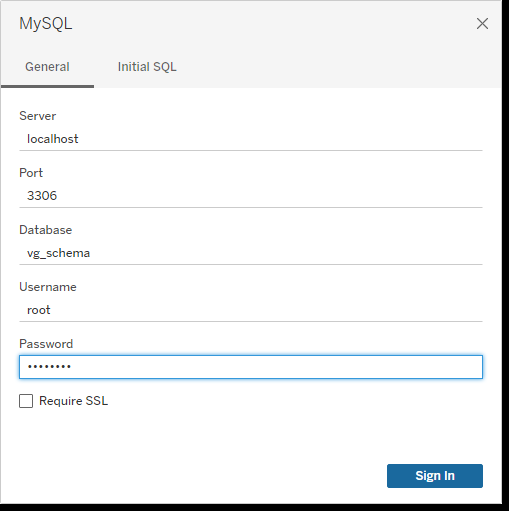 MySQL
General Initial SQL
Server
localhost
Port
3306
Database
vg_schema
Username
root
Password
••••••••
Require SSL
Sign In